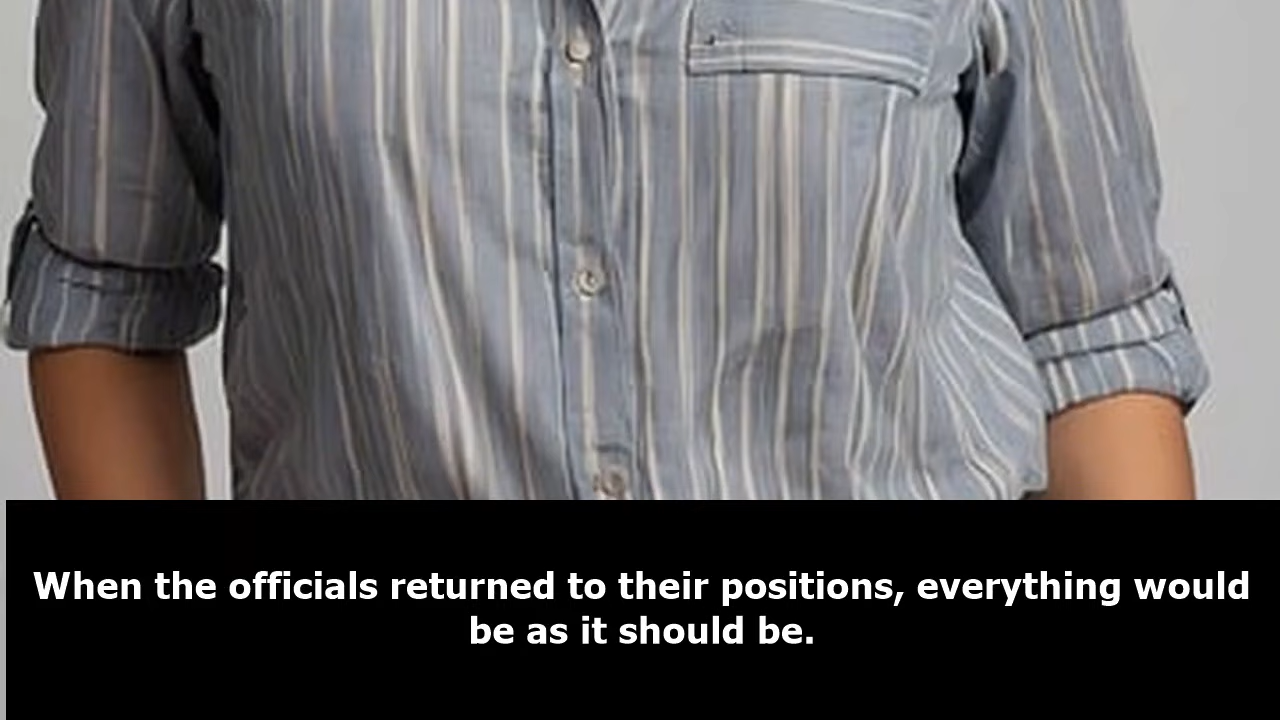 When the officials returned to their positions, everything would
be as it should be.